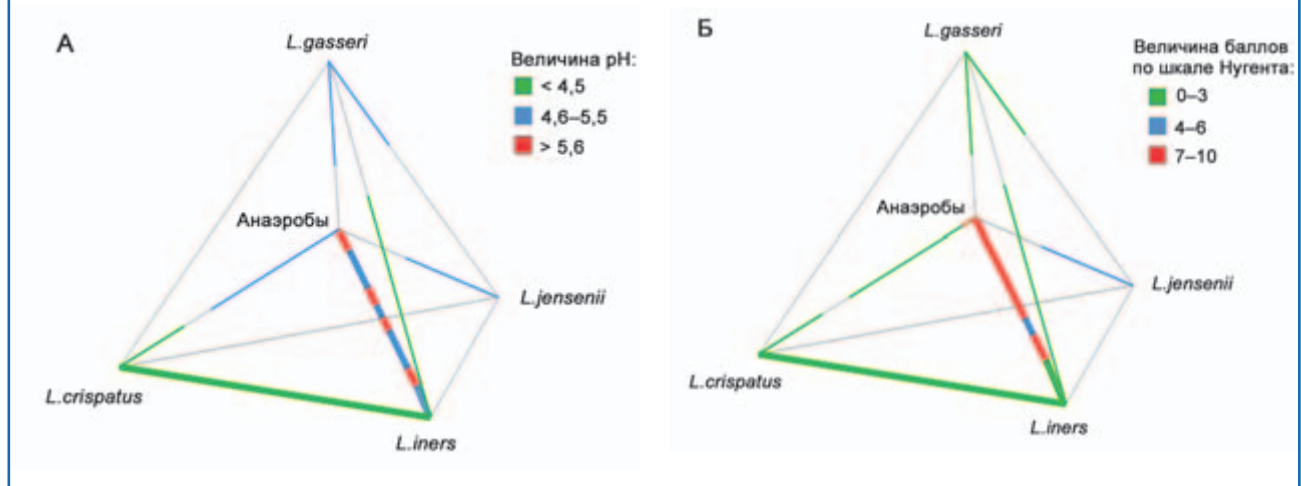 А
L.gasseri
Величина pH:
< 4,5
4,6–5,5
> 5,6
Анаэробы
L.jensenii
L.crispatus
L.iners
Б
L.gasseri
Величина баллов
по шкале Нугента:
0–3
4–6
7–10
Анаэробы
L.jensenii
L.crispatus
L.iners